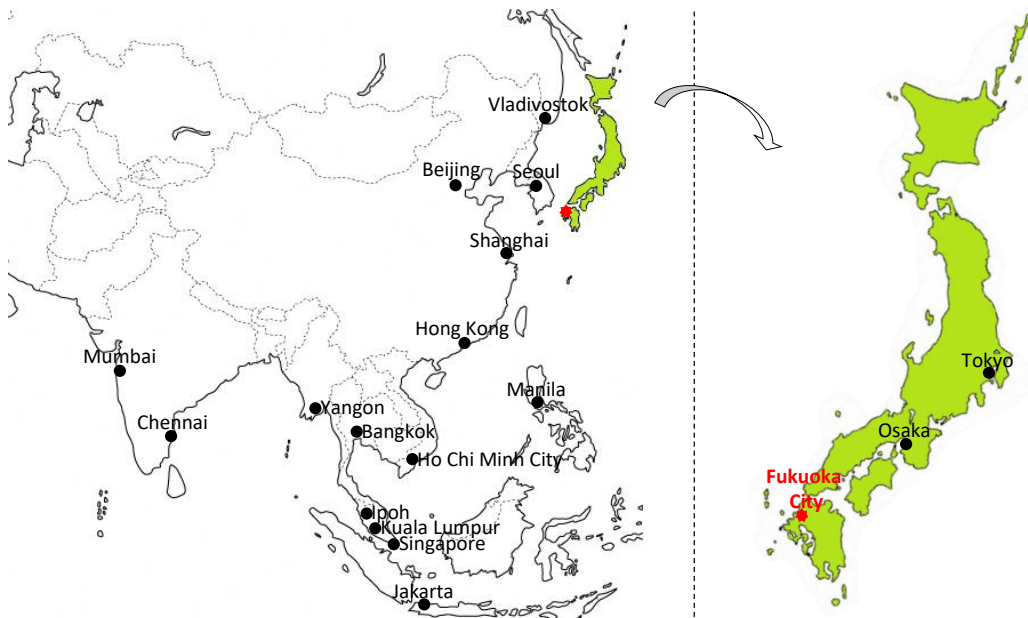 Vladivostok
Beijing
Seoul
Shanghai
Hong Kong
Mumbai
Manila
Yangon
Chennai
Bangkok
Ho Chi Minh City
Ipoh
Kuala Lumpur
Singapore
Jakarta
Tokyo
Osaka
Fukuoka
City